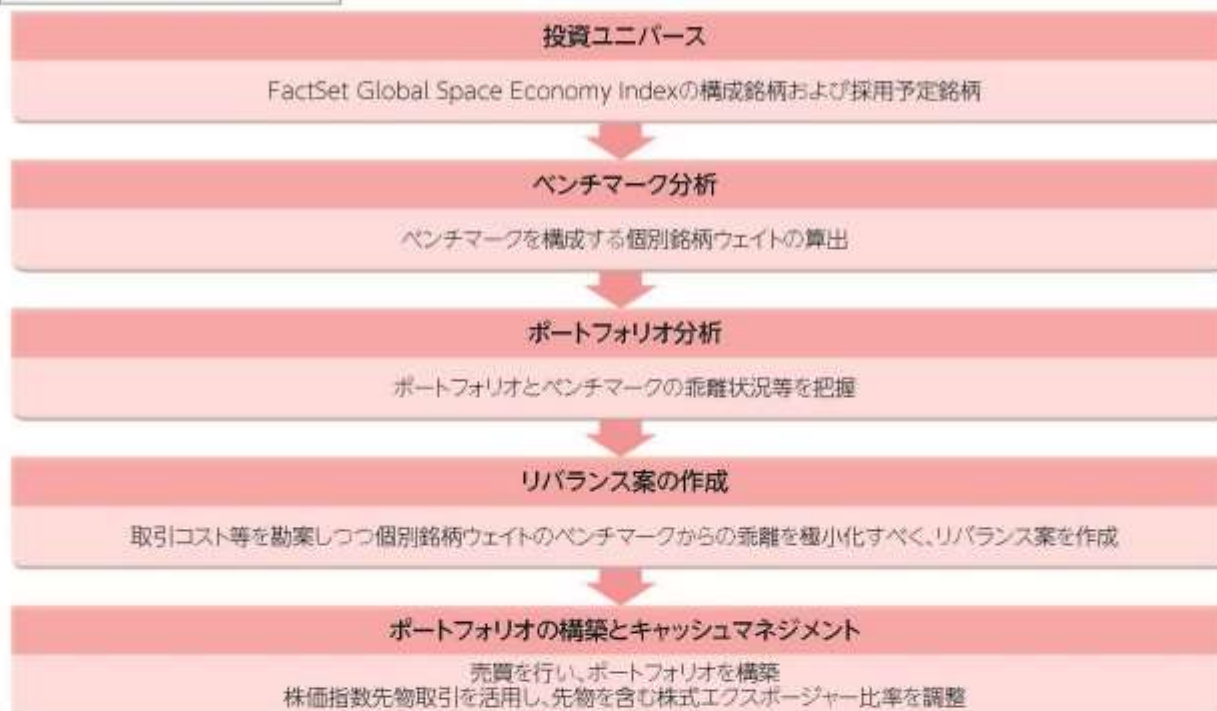 投資ユニバース
FactSet Global Space Economy Indexの構成銘柄および採用予定銘柄
ベンチマーク分析
ベンチマークを構成する個別銘柄ウェイトの算出
ポートフォリオ分析
ポートフォリオとベンチマークの乖離状況等を把握
リバランス案の作成
取引コスト等を勘案しつつ個別銘柄ウェイトのベンチマークからの乖離を極小化すべく、リバランス案を作成
ポートフォリオの構築とキャッシュマネジメント
売買を行い、ポートフォリオを構築
株価指数先物取引を活用し、先物を含む株式エクスポージャー比率を調整